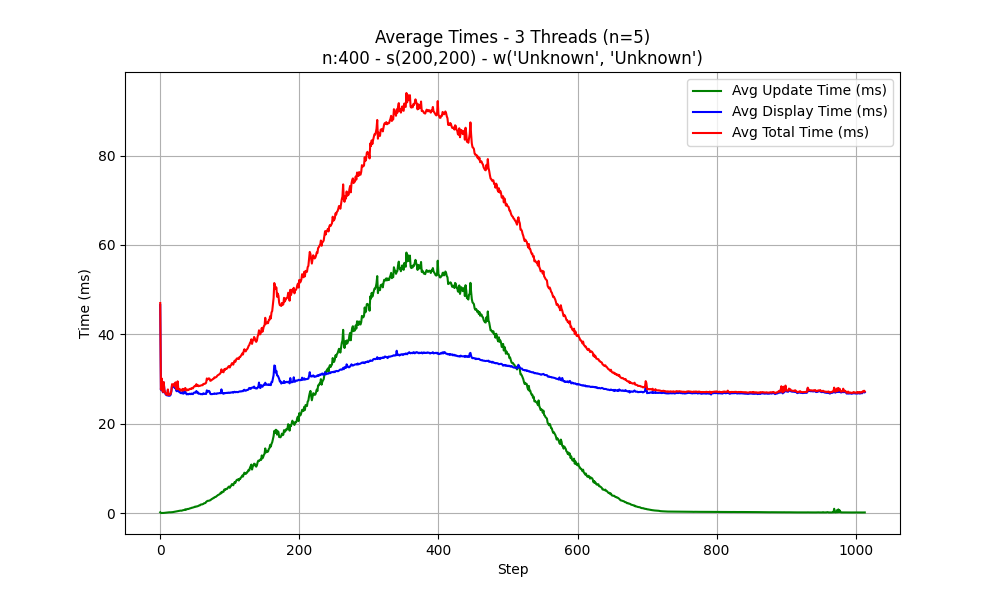 Average Times - 3 Threads (n=5)
n:400 - s(200,200) - w('Unknown', 'Unknown')
Avg Update Time (ms)
Avg Display Time (ms)
Avg Total Time (ms)
Time (ms)
80
60
40
20
0
0 200 400 600 800 1000
Step